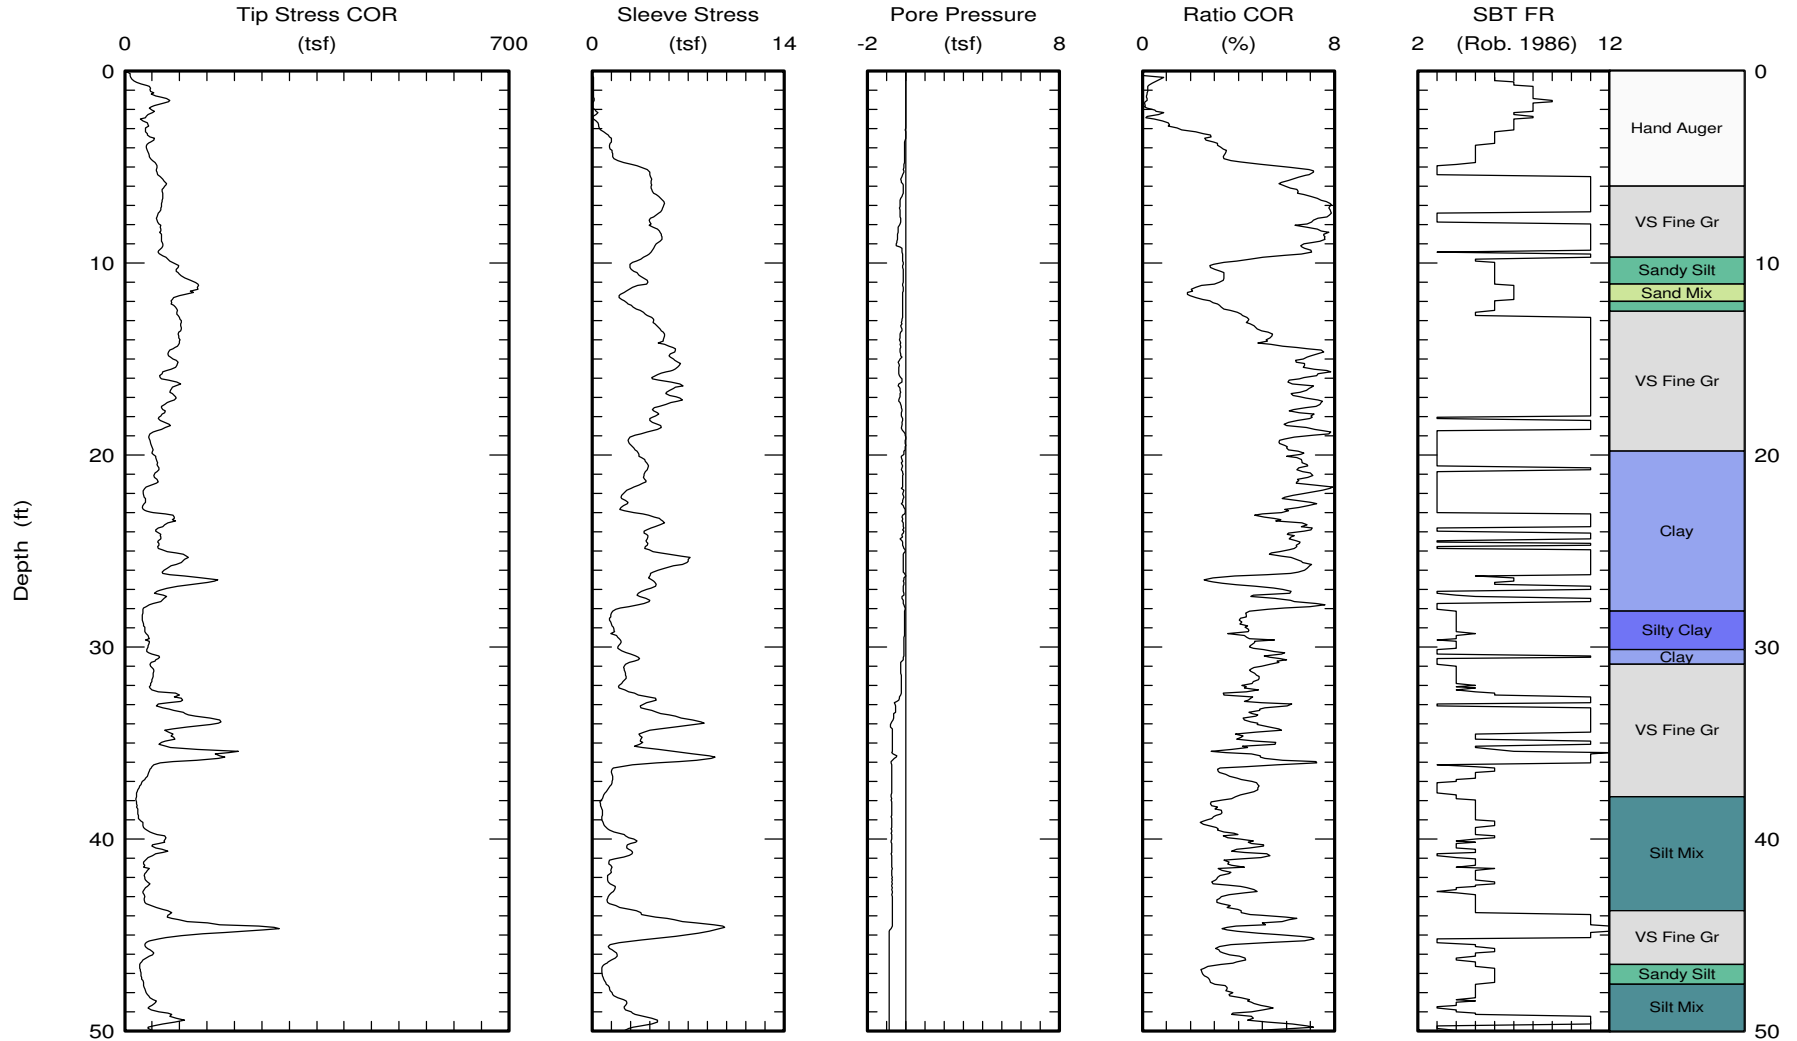 Tip Stress COR Sleeve Stress Pore Pressure Ratio COR SBT FR
0 (tsf) 700 0 (tsf) 14 -2 (tsf) 8 0 (%) 8 2 (Rob. 1986) 12
0 0
Hand Auger
VS Fine Gr
10 Sandy Silt 10
Sand Mix
VS Fine Gr
20 20
Clay
Depth (ft)
Silty Clay
30 30
Clay
VS Fine Gr
40 40
Silt Mix
VS Fine Gr
Sandy Silt
Silt Mix
50 50